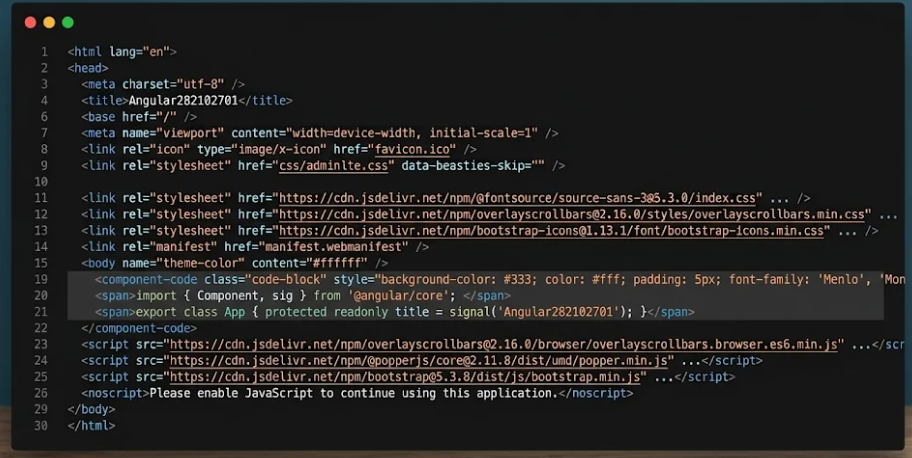 1 <html lang="en">
2 <head>
3 <meta charset="utf-8" />
4 <title>Angular282102701</title>
6 <base href="/" />
7 <meta name="viewport" content="width=device-width, initial-scale=1" />
8 <link rel="icon" type="image/x-icon" href="favicon.ico" />
9 <link rel="stylesheet" href="css/adminlte.css" data-beasties-skip="" />
10
11 <link rel="stylesheet" href="https://cdn.jsdelivr.net/npm/@fontsource/source-sans-3@5.3.0/index.css" ... />
12 <link rel="stylesheet" href="https://cdn.jsdelivr.net/npm/overlayscrollbars@2.16.0/styles/overlayscrollbars.min.css" ...
13 <link rel="stylesheet" href="https://cdn.jsdelivr.net/npm/bootstrap-icons@1.13.1/font/bootstrap-icons.min.css" ... />
14 <link rel="manifest" href="manifest.webmanifest" />
15 <body name="theme-color" content="#ffffff" />
19 <component-code class="code-block" style="background-color: #333; color: #fff; padding: 5px; font-family: 'Menlo', 'Mon
20 <span>import { Component, sig } from '@angular/core'; </span>
21 <span>export class App { protected readonly title = signal('Angular282102701'); }</span>
22 </component-code>
23 <script src="https://cdn.jsdelivr.net/npm/overlayscrollbars@2.16.0/browser/overlayscrollbars.browser.es6.min.js" ...</scr
24 <script src="https://cdn.jsdelivr.net/npm/@popperjs/core@2.11.8/dist/umd/popper.min.js" ...</script>
25 <script src="https://cdn.jsdelivr.net/npm/bootstrap@5.3.8/dist/js/bootstrap.min.js" ...</script>
26 <noscript>Please enable JavaScript to continue using this application.</noscript>
29 </body>
30 </html>